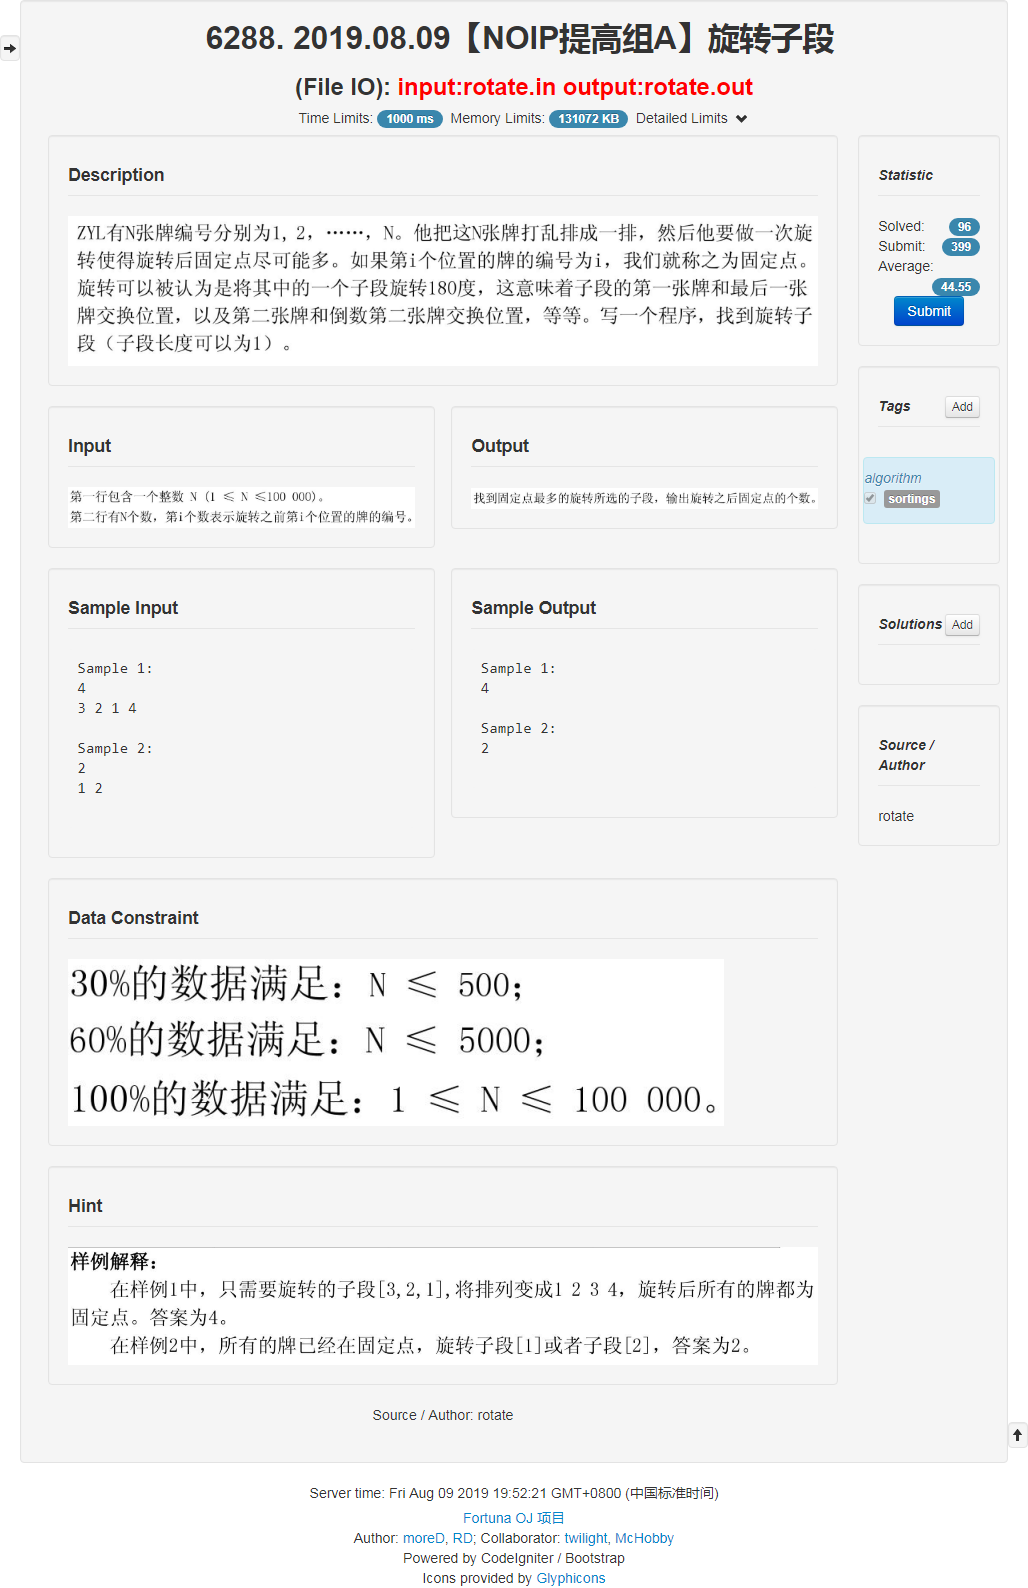 6288. 2019.08.09【NOIP提高组A】旋转子段
(File IO): input:rotate.in output:rotate.out
Time Limits: 1000 ms Memory Limits: 131072 KB Detailed Limits
Description
ZYL有N张牌编号分别为1, 2, ……, N。他把这N张牌打乱排成一排, 然后他要做一次旋
转使得旋转后固定点尽可能多。如果第i个位置的牌的编号为i, 我们就称之为固定点。
旋转可以被认为是将其中的一个子段旋转180度, 这意味着子段的第一张牌和最后一张
牌交换位置, 以及第二张牌和倒数第二张牌交换位置, 等等。写一个程序, 找到旋转子
段（子段长度可以为1）。
Input
第一行包含一个整数 N (1 ≤ N ≤100 000)。
第二行有N个数, 第i个数表示旋转之前第i个位置的牌的编号。
Output
找到固定点最多的旋转所选的子段, 输出旋转之后固定点的个数。
Sample Input
Sample 1:
4
3 2 1 4
Sample 2:
2
1 2
Sample Output
Sample 1:
4
Sample 2:
2
Data Constraint
30%的数据满足: N ≤ 500;
60%的数据满足: N ≤ 5000;
100%的数据满足: 1 ≤ N ≤ 100 000。
Hint
样例解释:
在样例1中, 只需要旋转的子段[3,2,1],将排列变成1 2 3 4, 旋转后所有的牌都为
固定点。答案为4。
在样例2中, 所有的牌已经在固定点, 旋转子段[1]或者子段[2], 答案为2。
Source / Author: rotate
Statistic
Solved: 96
Submit: 399
Average:
44.55
Submit
Tags Add
algorithm
sortings
Solutions Add
Source /
Author
rotate
Server time: Fri Aug 09 2019 19:52:21 GMT+0800 (中国标准时间)
Fortuna OJ 项目
Author: moreD, RD; Collaborator: twilight, McHobby
Powered by CodeIgniter / Bootstrap
Icons provided by Glyphicons